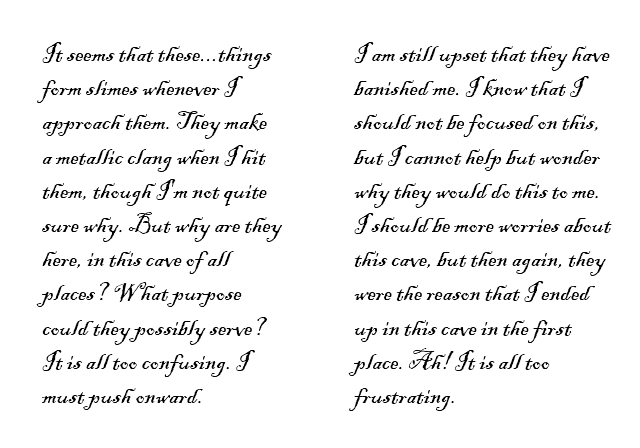 It seems that these...things
form slimes whenever I
approach them. They make
a metallic clang when I hit
them, though I'm not quite
sure why. But why are they
here, in this cave of all
places? What purpose
could they possibly serve?
It is all too confusing. I
must push onward.
I am still upset that they have
banished me. I know that I
should not be focused on this,
but I cannot help but wonder
why they would do this to me.
I should be more worries about
this cave, but then again, they
were the reason that I ended
up in this cave in the first
place. Ah! It is all too
frustrating.